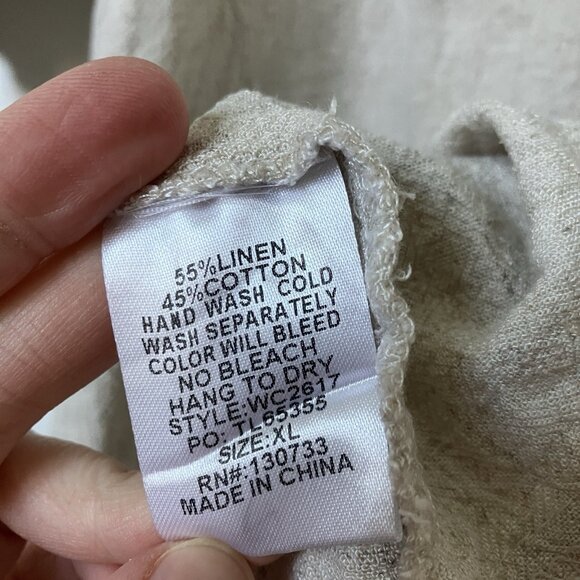 55%LINEN
45%COTTON
HAND WASH COLD
WASH SEPARATELY
COLOR WILL BLEED
NO BLEACH
HANG TO DRY
STYLE:WC2617
PO: TL65355
SIZE:XL
RN#:130733
MADE IN CHINA